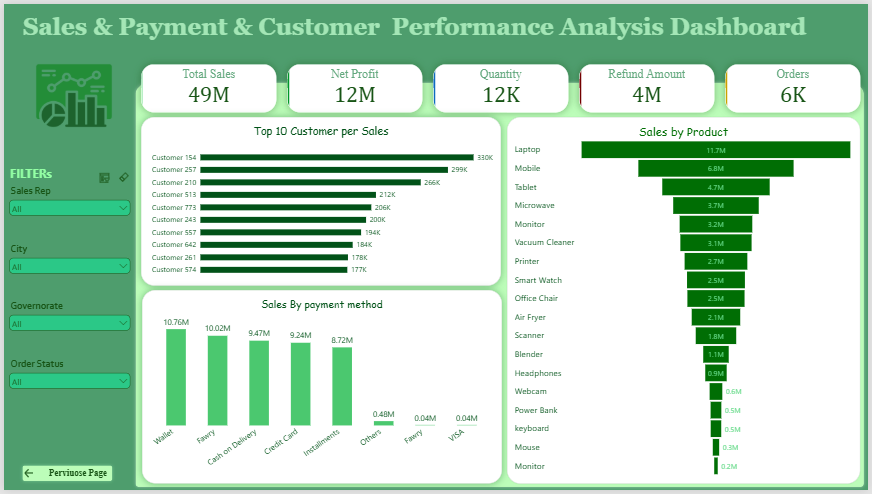 Sales & Payment & Customer Performance Analysis Dashboard
Total Sales
49M
Net Profit
12M
Quantity
12K
Refund Amount
4M
Orders
6K
FILTERs
Sales Rep
All
City
All
Governorate
All
Order Status
All
Perviuose Page
Top 10 Customer per Sales
Customer 154 330K
Customer 257 299K
Customer 210 266K
Customer 513 212K
Customer 773 206K
Customer 243 200K
Customer 557 194K
Customer 642 184K
Customer 261 178K
Customer 574 177K
Sales By payment method
10.76M 10.02M 9.47M 9.24M 8.72M 0.48M 0.04M 0.04M
Wallet Fawry Cash on Delivery Credit Card Installments Others Fawry VISA
Sales by Product
Laptop 11.7M
Mobile 6.8M
Tablet 4.7M
Microwave 3.7M
Monitor 3.2M
Vacuum Cleaner 3.1M
Printer 2.7M
Smart Watch 2.5M
Office Chair 2.5M
Air Fryer 2.1M
Scanner 1.8M
Blender 1.1M
Headphones 0.9M
Webcam 0.6M
Power Bank 0.5M
keyboard 0.5M
Mouse 0.3M
Monitor 0.2M